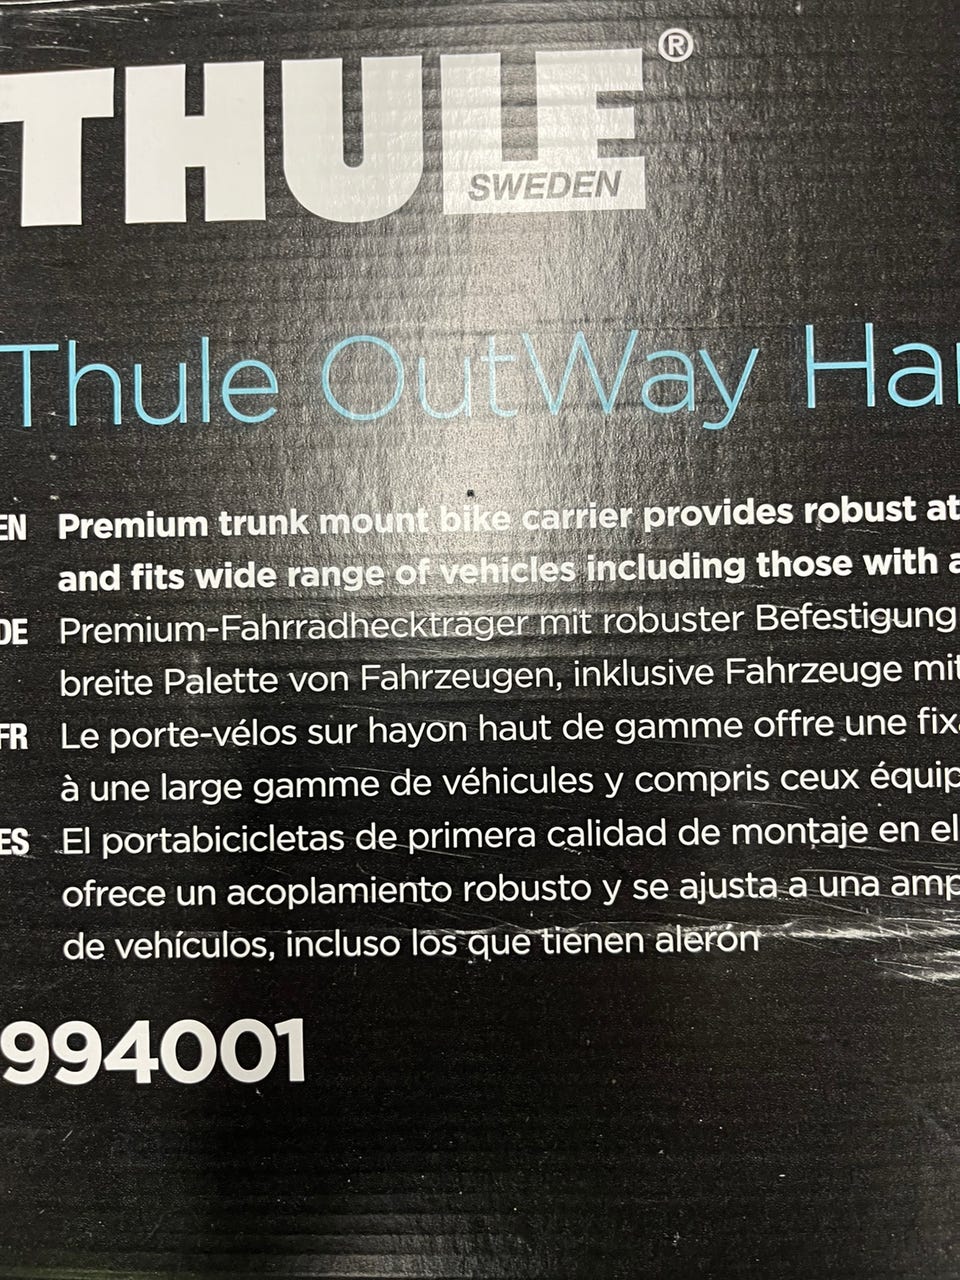 THULE®
SWEDEN
Thule OutWay Ha
EN Premium trunk mount bike carrier provides robust at
and fits wide range of vehicles including those with a
DE Premium-Fahrradheckträger mit robuster Befestigung
breite Palette von Fahrzeugen, inklusive Fahrzeuge mit
FR Le porte-vélos sur hayon haut de gamme offre une fix
à une large gamme de véhicules y compris ceux équip
ES El portabicicletas de primera calidad de montaje en el
ofrece un acoplamiento robusto y se ajusta a una amp
de vehículos, incluso los que tienen alerón
994001